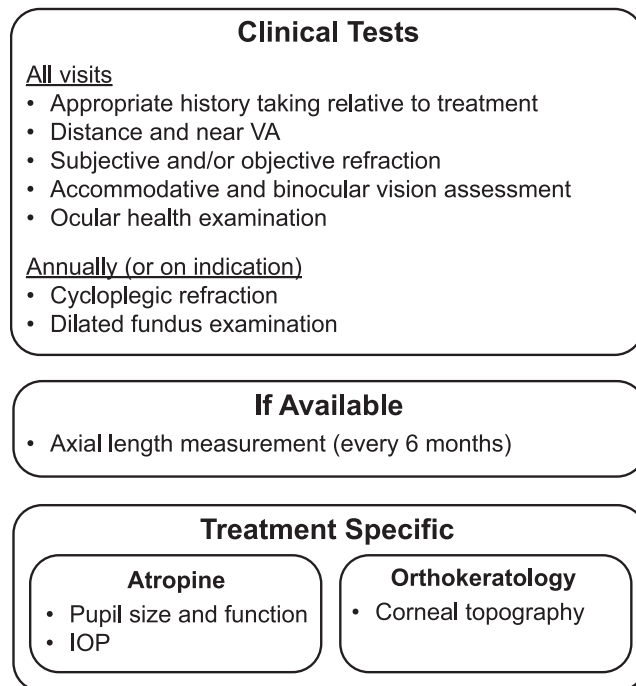 Clinical Tests
All visits
• Appropriate history taking relative to treatment
• Distance and near VA
• Subjective and/or objective refraction
• Accommodative and binocular vision assessment
• Ocular health examination
Annually (or on indication)
• Cycloplegic refraction
• Dilated fundus examination
If Available
• Axial length measurement (every 6 months)
Treatment Specific
Atropine
• Pupil size and function
• IOP
Orthokeratology
• Corneal topography